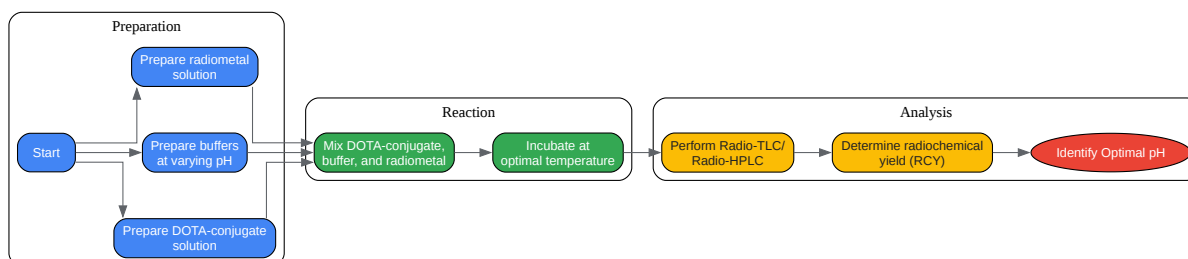 Preparation
Start
Prepare radiometal
solution
Prepare buffers
at varying pH
Prepare DOTA-conjugate
solution
Reaction
Mix DOTA-conjugate,
buffer, and radiometal
Incubate at
optimal temperature
Analysis
Perform Radio-TLC/
Radio-HPLC
Determine radiochemical
yield (RCY)
Identify Optimal pH